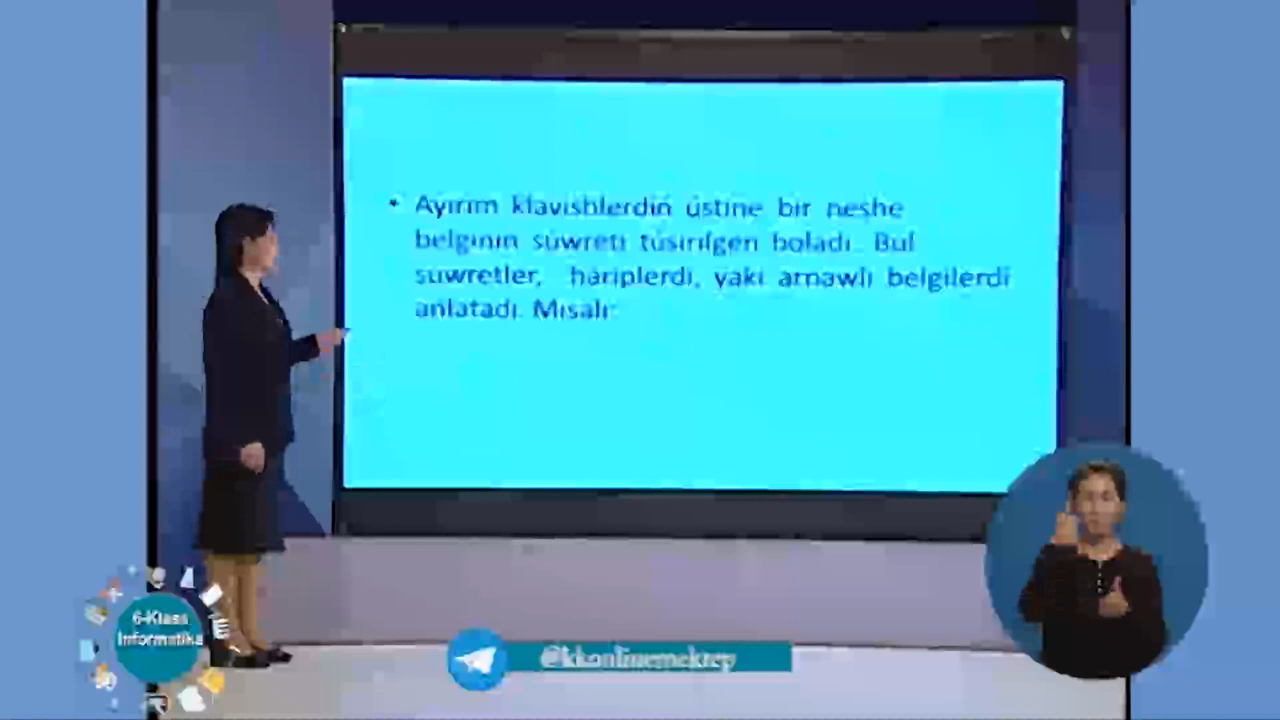 • Ayırım klavishlerdiń ústine bir neshe
belginiń súwreti túsirilgen boladı. Bul
súwretler, háriplerdi, yaki arnawlı belgilerdi
ańlatadı. Mısalı:
6-Klass
Informatika
@kkonlinemektep